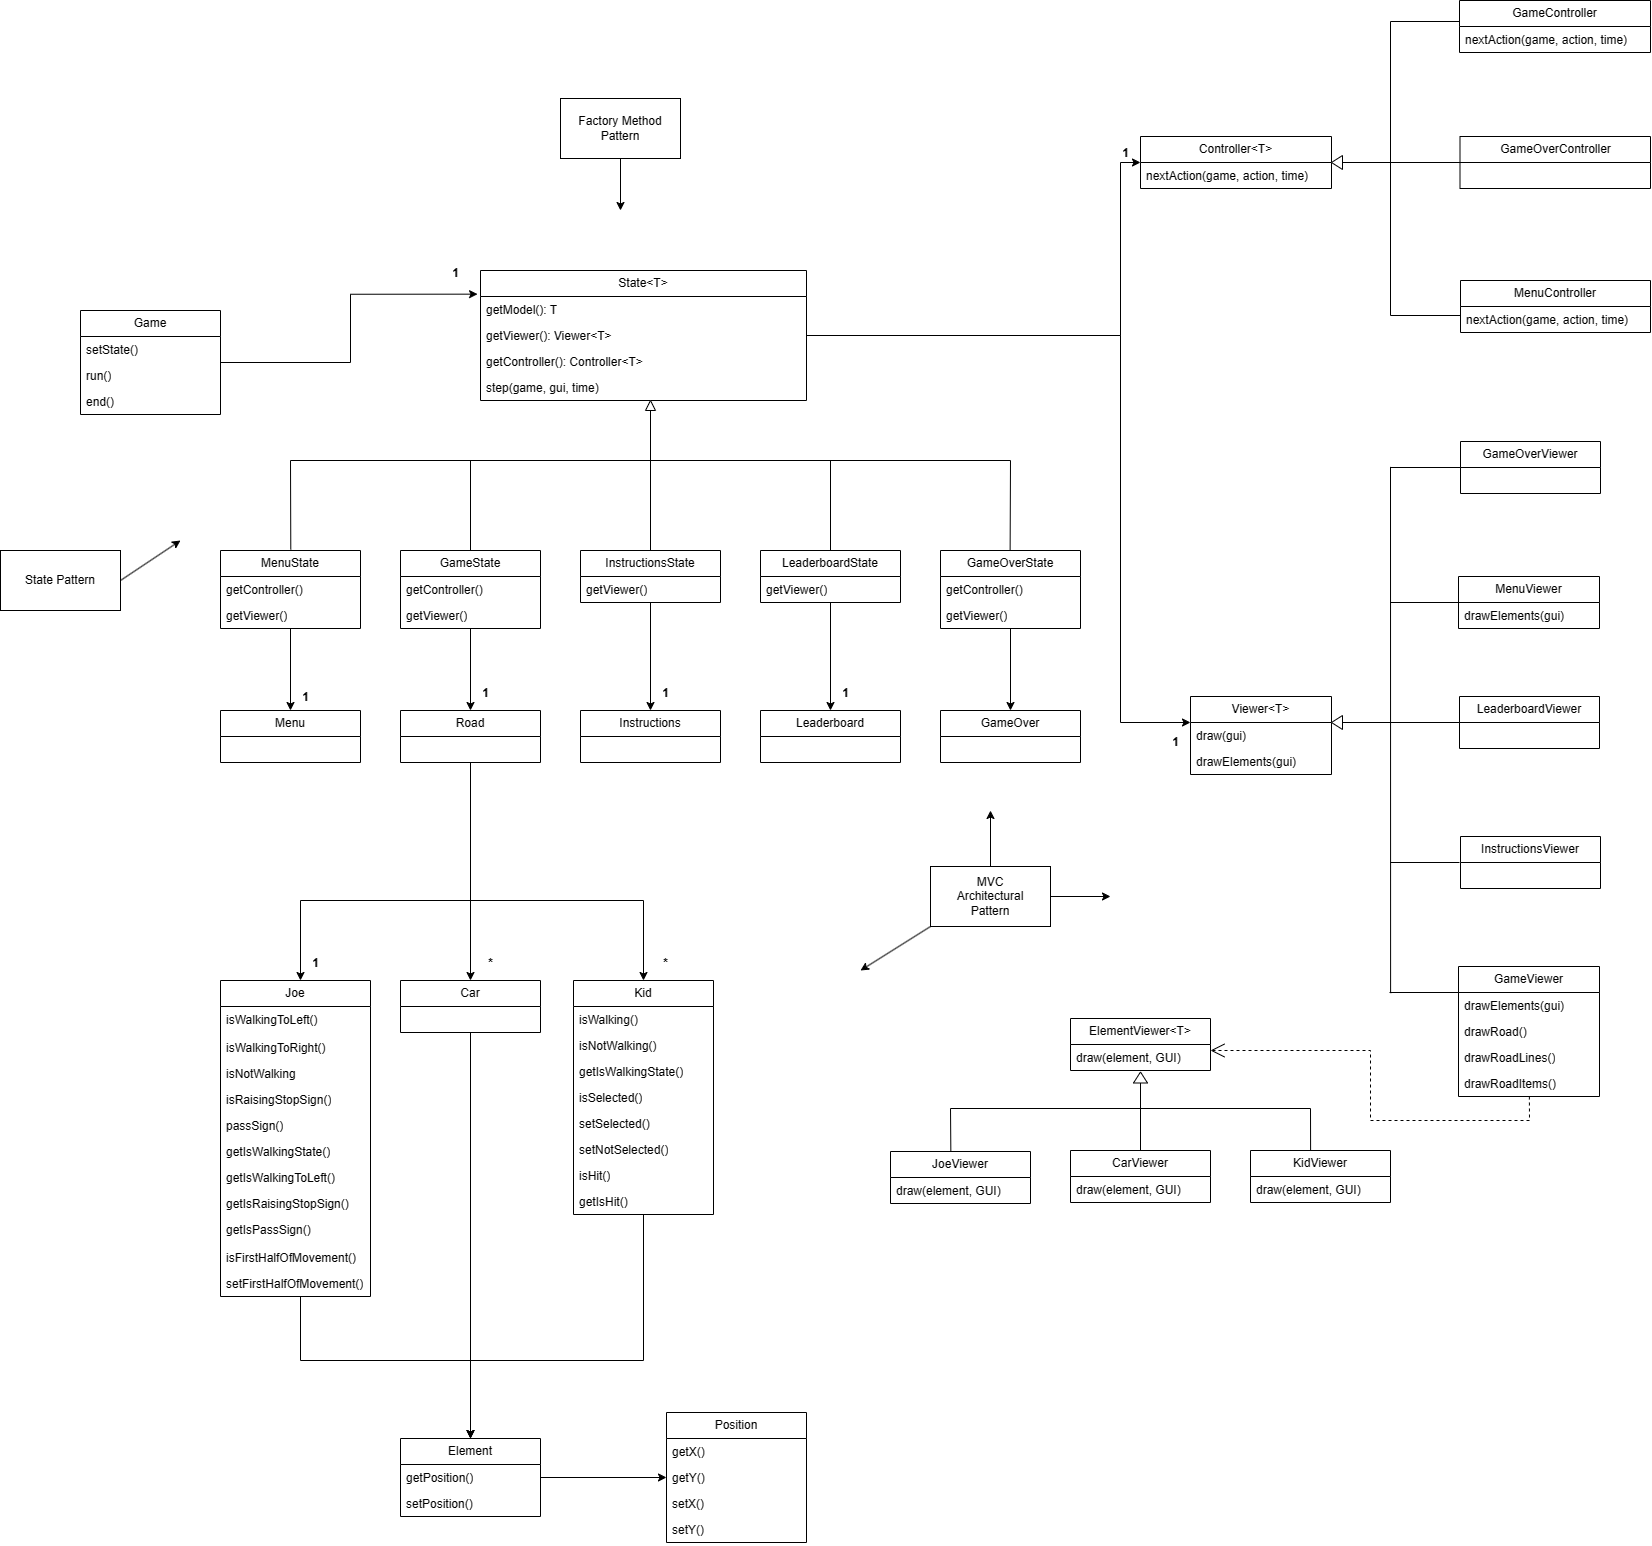 GameController
nextAction(game, action, time)
Factory Method
Pattern
1
Controller<T>
nextAction(game, action, time)
GameOverController
1
State<T>
getModel(): T
getViewer(): Viewer<T>
getController(): Controller<T>
step(game, gui, time)
MenuController
nextAction(game, action, time)
Game
setState()
run()
end()
GameOverViewer
State Pattern
MenuState
getController()
getViewer()
GameState
getController()
getViewer()
InstructionsState
getViewer()
LeaderboardState
getViewer()
GameOverState
getController()
getViewer()
MenuViewer
drawElements(gui)
1
1
1
1
Menu
Road
Instructions
Leaderboard
GameOver
Viewer<T>
draw(gui)
drawElements(gui)
1
LeaderboardViewer
InstructionsViewer
MVC
Architectural
Pattern
1
*
*
Joe
isWalkingToLeft()
isWalkingToRight()
isNotWalking
isRaisingStopSign()
passSign()
getIsWalkingState()
getIsWalkingToLeft()
getIsRaisingStopSign()
getIsPassSign()
isFirstHalfOfMovement()
setFirstHalfOfMovement()
Car
Kid
isWalking()
isNotWalking()
getIsWalkingState()
isSelected()
setSelected()
setNotSelected()
isHit()
getIsHit()
GameViewer
drawElements(gui)
drawRoad()
drawRoadLines()
drawRoadItems()
ElementViewer<T>
draw(element, GUI)
JoeViewer
draw(element, GUI)
CarViewer
draw(element, GUI)
KidViewer
draw(element, GUI)
Element
getPosition()
setPosition()
Position
getX()
getY()
setX()
setY()